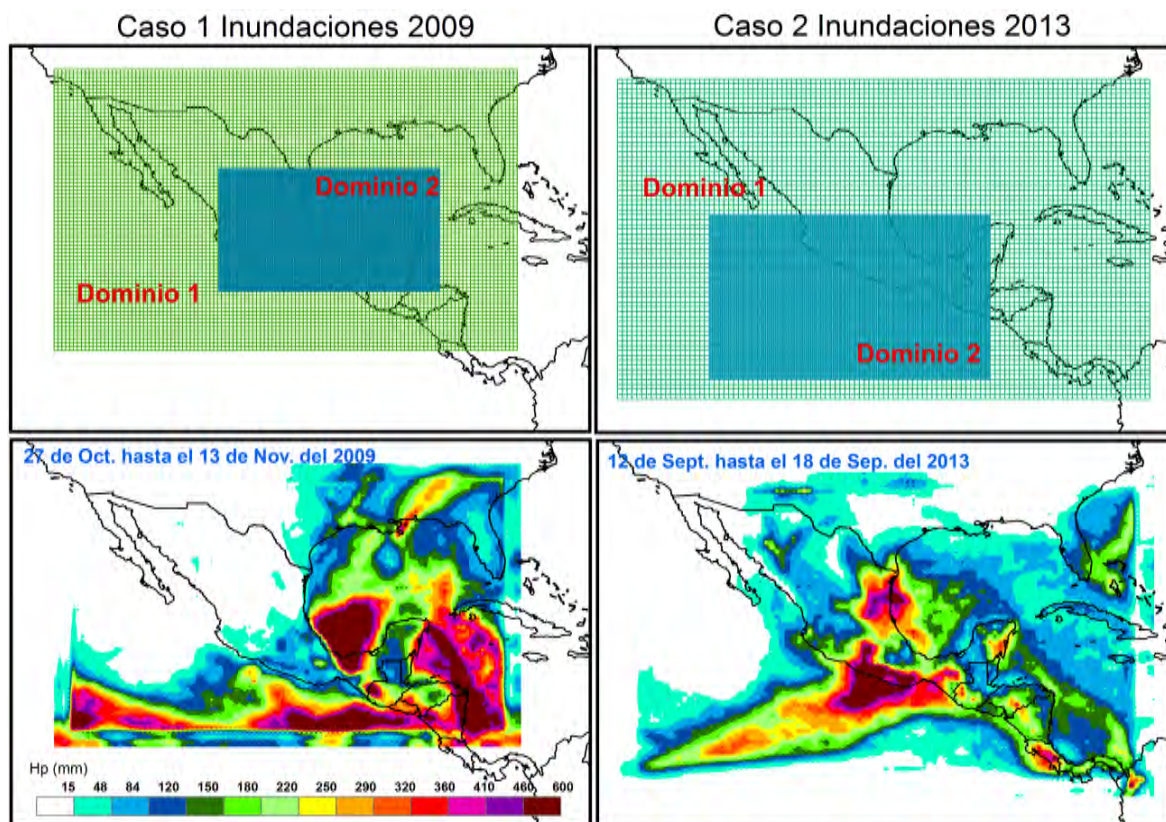 Caso 1 Inundaciones 2009
Caso 2 Inundaciones 2013
Dominio 2
Dominio 1
Dominio 1
Dominio 2
27 de Oct. hasta el 13 de Nov. del 2009
12 de Sept. hasta el 18 de Sep. del 2013
Hp (mm)
15 48 84 120 150 180 220 250 290 320 360 410 460 600